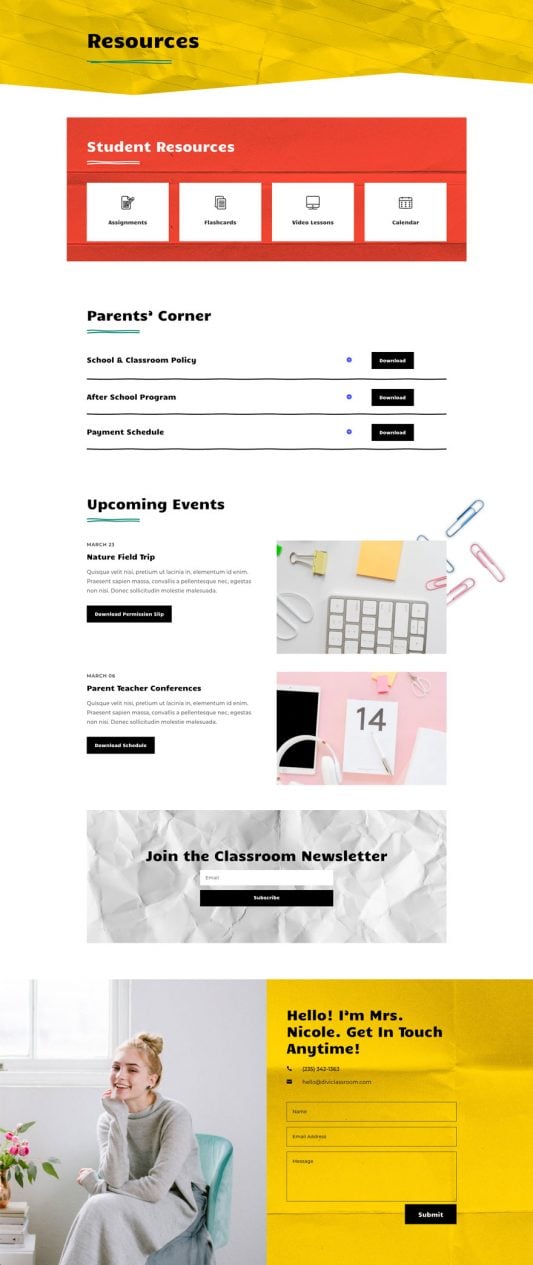 Resources
Student Resources
Assignments
Flashcards
Video Lessons
Calendar
Parents' Corner
School & Classroom Policy
Download
After School Program
Download
Payment Schedule
Download
Upcoming Events
MARCH 23
Nature Field Trip
Quisque velit nisi, pretium ut lacinia in, elementum id enim.
Praesent sapien massa, convallis a pellentesque nec, egestas
non nisi. Donec sollicitudin molestie malesuada.
Download Permission Slip
MARCH 06
Parent Teacher Conferences
Quisque velit nisi, pretium ut lacinia in, elementum id enim.
Praesent sapien massa, convallis a pellentesque nec, egestas
non nisi. Donec sollicitudin molestie malesuada.
Download Schedule
14
Join the Classroom Newsletter
Email
Subscribe
Hello! I'm Mrs.
Nicole. Get In Touch
Anytime!
(235) 342-1363
hello@diviclassroom.com
Name
Email Address
Message
Submit